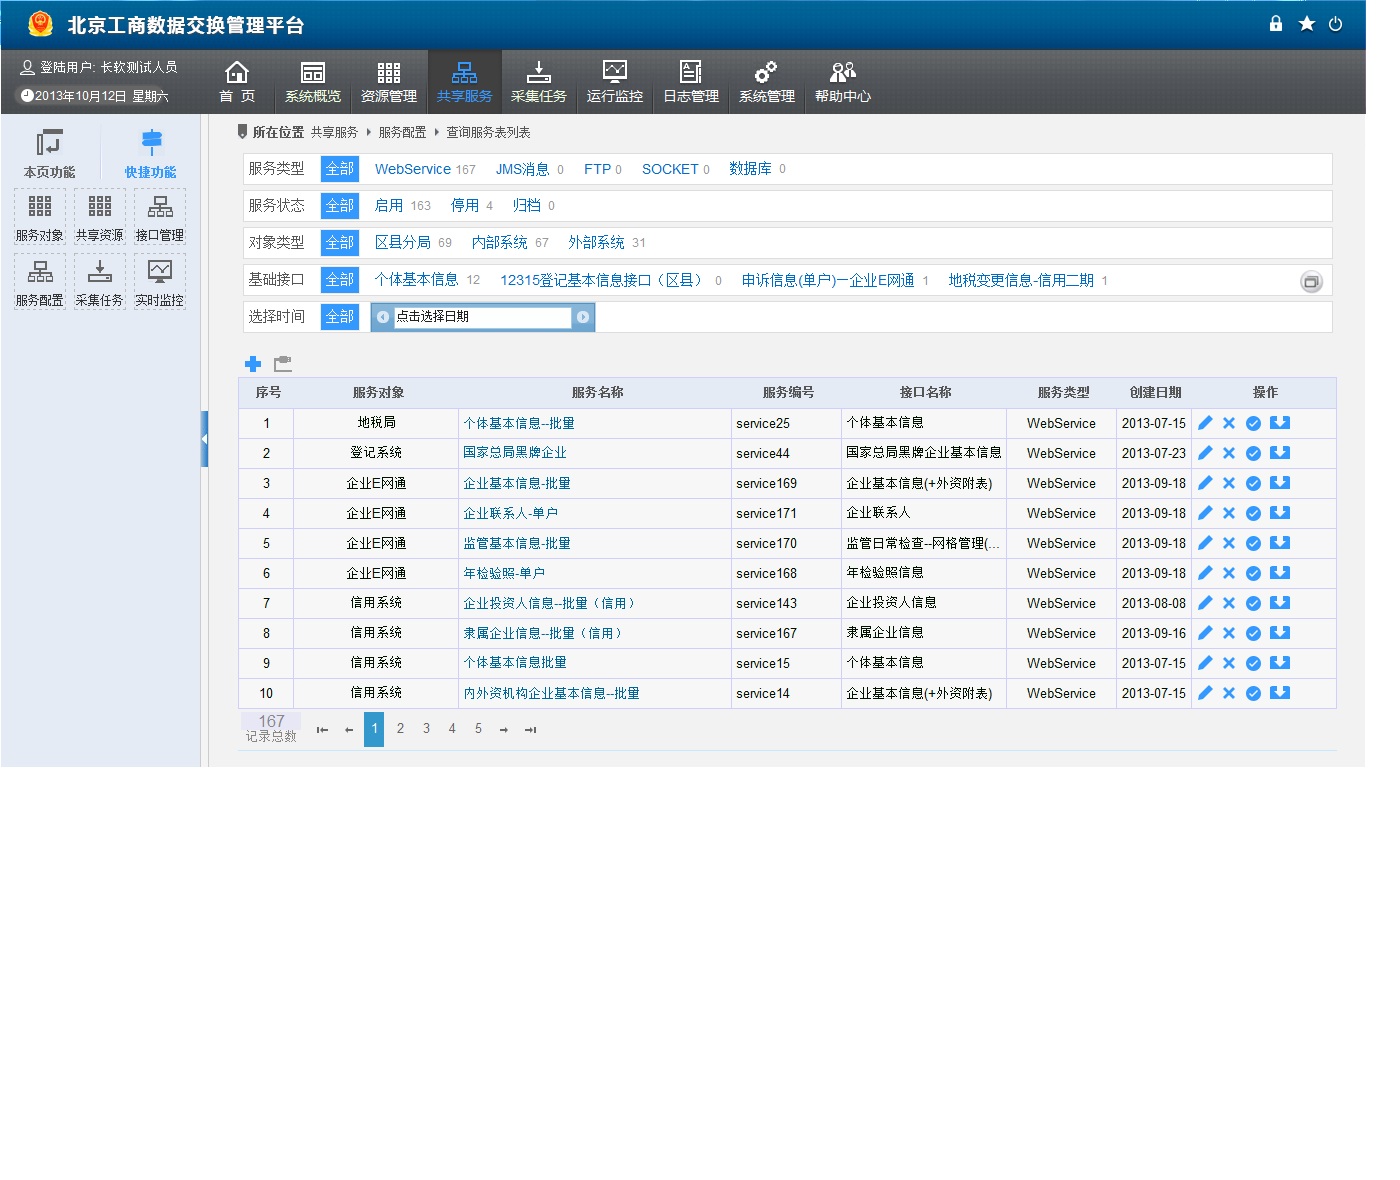 北京工商数据交换管理平台
登陆用户: 长软测试人员
2013年10月12日 星期六
首 页 系统概览 资源管理 共享服务 采集任务 运行监控 日志管理 系统管理 帮助中心
本页功能 快捷功能
服务对象 共享资源 接口管理
服务配置 采集任务 实时监控
所在位置 共享服务 服务配置 查询服务表列表
服务类型 全部 WebService 167 JMS消息 0 FTP 0 SOCKET 0 数据库 0
服务状态 全部 启用 163 停用 4 归档 0
对象类型 全部 区县分局 69 内部系统 67 外部系统 31
基础接口 全部 个体基本信息 12 12315登记基本信息接口（区县） 0 申诉信息(单户)—企业E网通 1 地税变更信息-信用二期 1
选择时间 全部 点击选择日期
序号 服务对象 服务名称 服务编号 接口名称 服务类型 创建日期 操作
1 地税局 个体基本信息--批量 service25 个体基本信息 WebService 2013-07-15
2 登记系统 国家总局黑牌企业 service44 国家总局黑牌企业基本信息 WebService 2013-07-23
3 企业E网通 企业基本信息-批量 service169 企业基本信息(+外资附表) WebService 2013-09-18
4 企业E网通 企业联系人-单户 service171 企业联系人 WebService 2013-09-18
5 企业E网通 监管基本信息-批量 service170 监管日常检查--网格管理(... WebService 2013-09-18
6 企业E网通 年检验照-单户 service168 年检验照信息 WebService 2013-09-18
7 信用系统 企业投资人信息--批量（信用） service143 企业投资人信息 WebService 2013-08-08
8 信用系统 隶属企业信息--批量（信用） service167 隶属企业信息 WebService 2013-09-16
9 信用系统 个体基本信息批量 service15 个体基本信息 WebService 2013-07-15
10 信用系统 内外资机构企业基本信息--批量 service14 企业基本信息(+外资附表) WebService 2013-07-15
167
记录总数
1 2 3 4 5